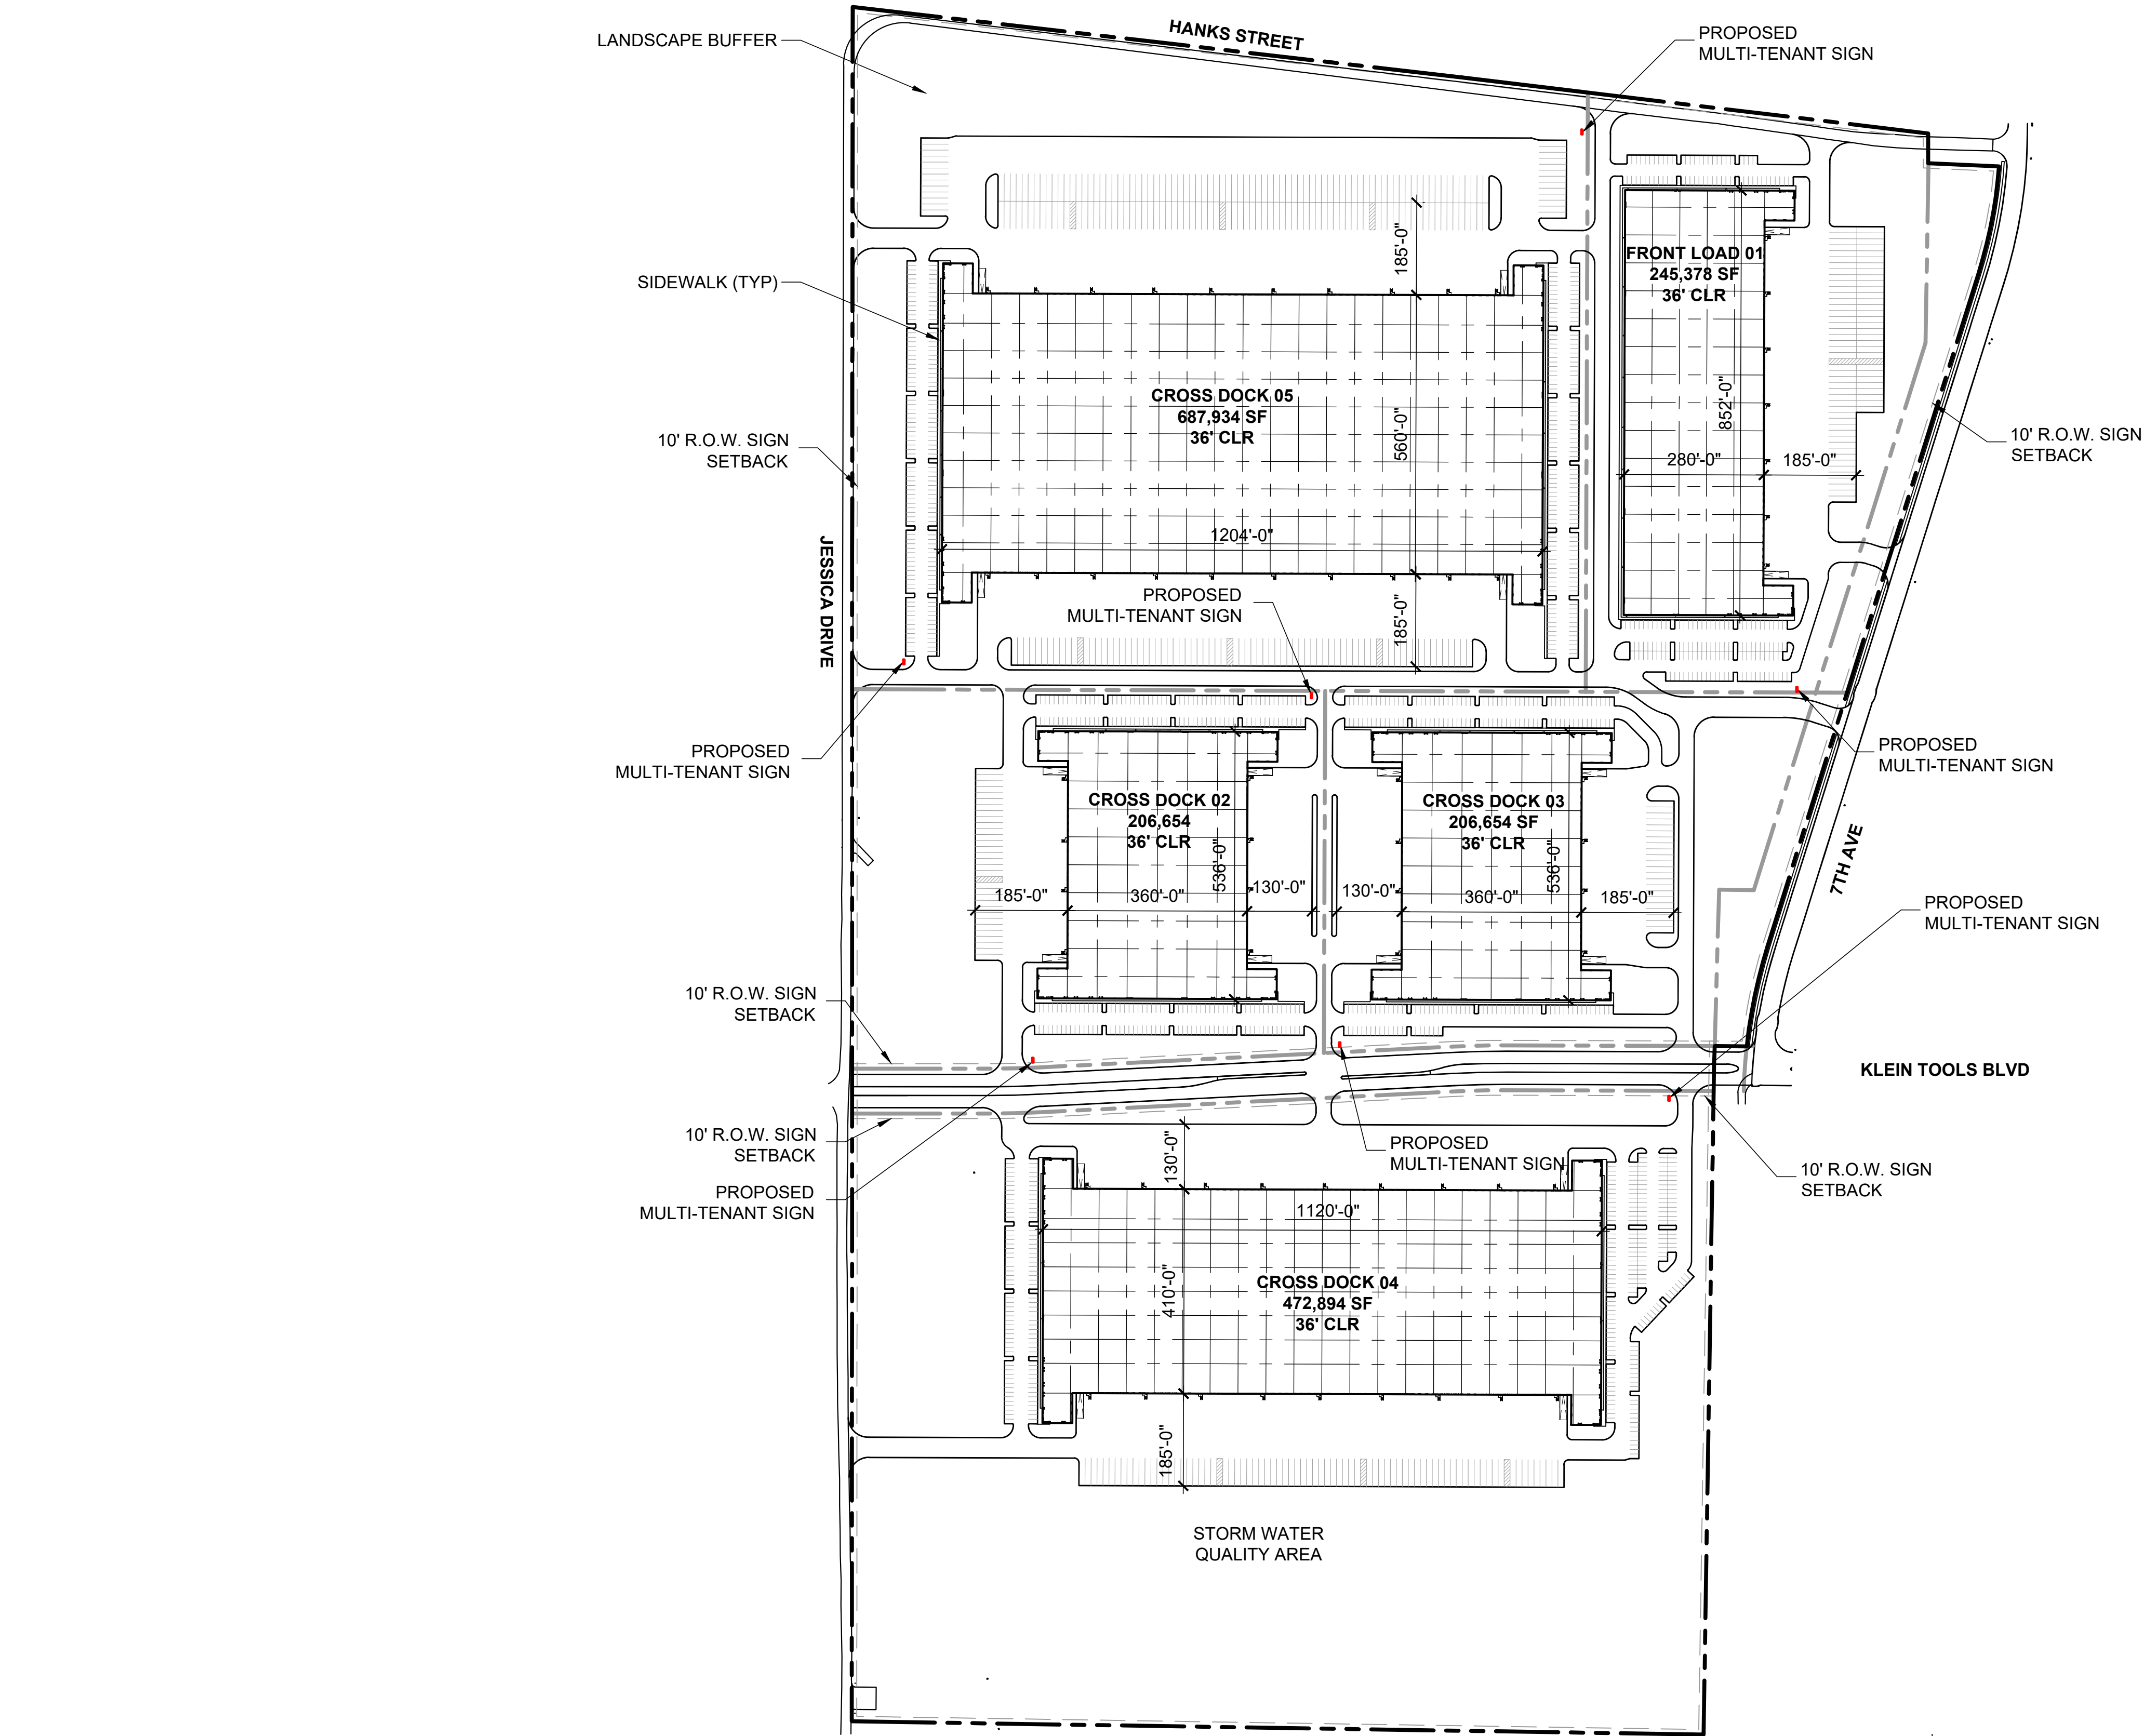 HANKS STREET
LANDSCAPE BUFFER
PROPOSED
MULTI-TENANT SIGN
185'-0"
FRONT LOAD 01
245,378 SF
36' CLR
SIDEWALK (TYP)
CROSS DOCK 05
687,934 SF
36' CLR
852'-0"
560'-0"
10' R.O.W. SIGN
SETBACK
10' R.O.W. SIGN
SETBACK
280'-0"
185'-0"
1204'-0"
JESSICA DRIVE
PROPOSED
MULTI-TENANT SIGN
185'-0"
PROPOSED
MULTI-TENANT SIGN
PROPOSED
MULTI-TENANT SIGN
CROSS DOCK 02
206,654
36' CLR
536'-0"
CROSS DOCK 03
206,654 SF
36' CLR
536'-0"
7TH AVE
185'-0"
360'-0"
130'-0"
130'-0"
360'-0"
185'-0"
PROPOSED
MULTI-TENANT SIGN
10' R.O.W. SIGN
SETBACK
KLEIN TOOLS BLVD
10' R.O.W. SIGN
SETBACK
130'-0"
PROPOSED
MULTI-TENANT SIGN
10' R.O.W. SIGN
SETBACK
PROPOSED
MULTI-TENANT SIGN
1120'-0"
410'-0"
CROSS DOCK 04
472,894 SF
36' CLR
185'-0"
STORM WATER
QUALITY AREA